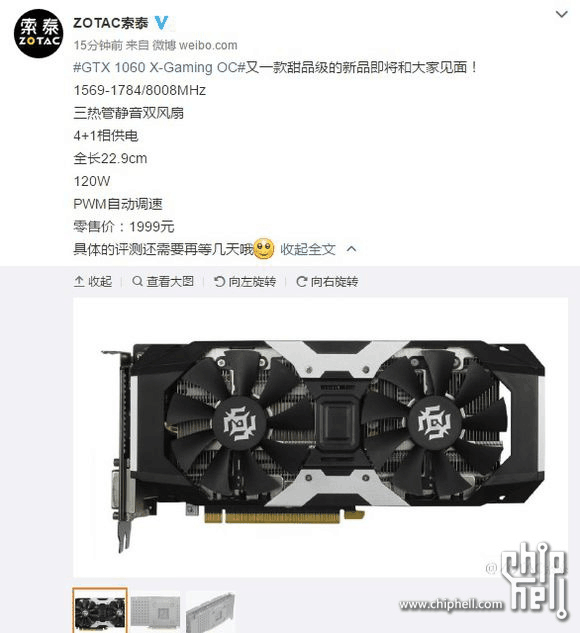 索泰
ZOTAC
ZOTAC索泰
15分钟前 来自 微博 weibo.com
#GTX 1060 X-Gaming OC#又一款甜品级的新品即将和大家见面！
1569-1784/8008MHz
三热管静音双风扇
4+1相供电
全长22.9cm
120W
PWM自动调速
零售价：1999元
具体的评测还需要再等几天哦 收起全文
收起 查看大图 向左旋转 向右旋转
@
chip
hell
www.chiphell.com